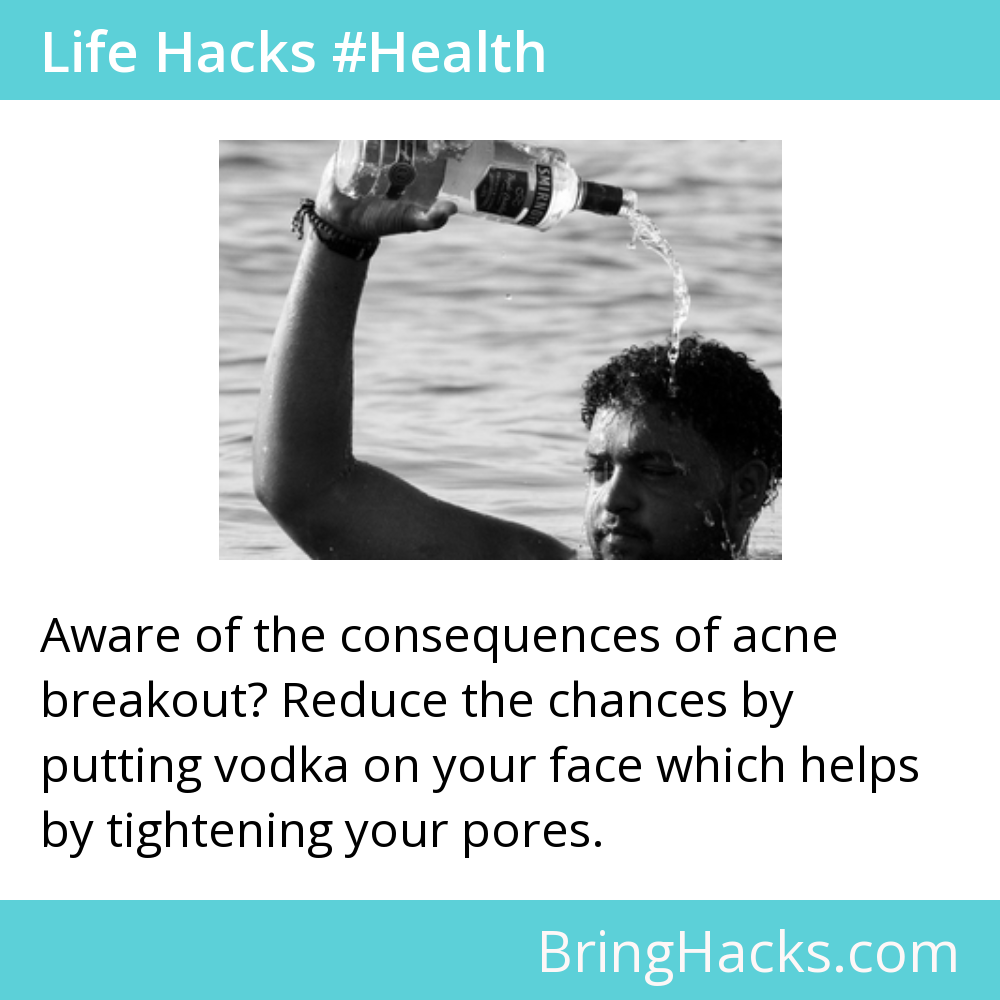 Life Hacks #Health
SMIRNOFF
Aware of the consequences of acne
breakout? Reduce the chances by
putting vodka on your face which helps
by tightening your pores.
BringHacks.com